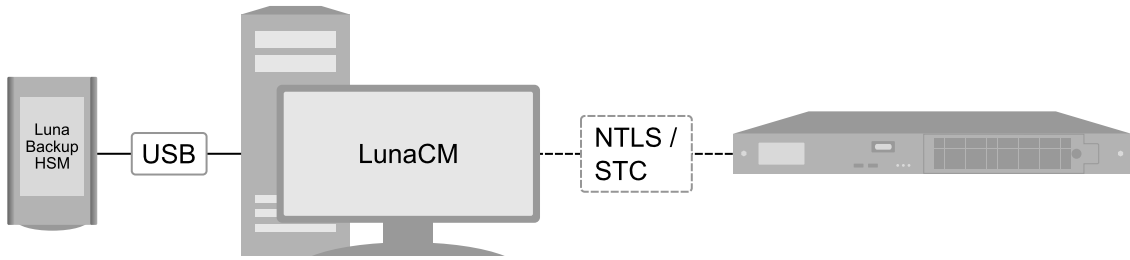 Luna
Backup
HSM
USB
LunaCM
NTLS /
STC